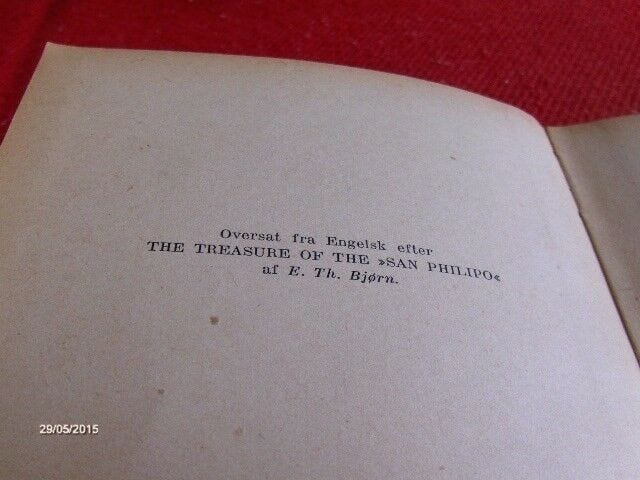 Oversat fra Engelsk efter
THE TREASURE OF THE »SAN PHILIPO«
af E. Th. Bjørn.
29/05/2015